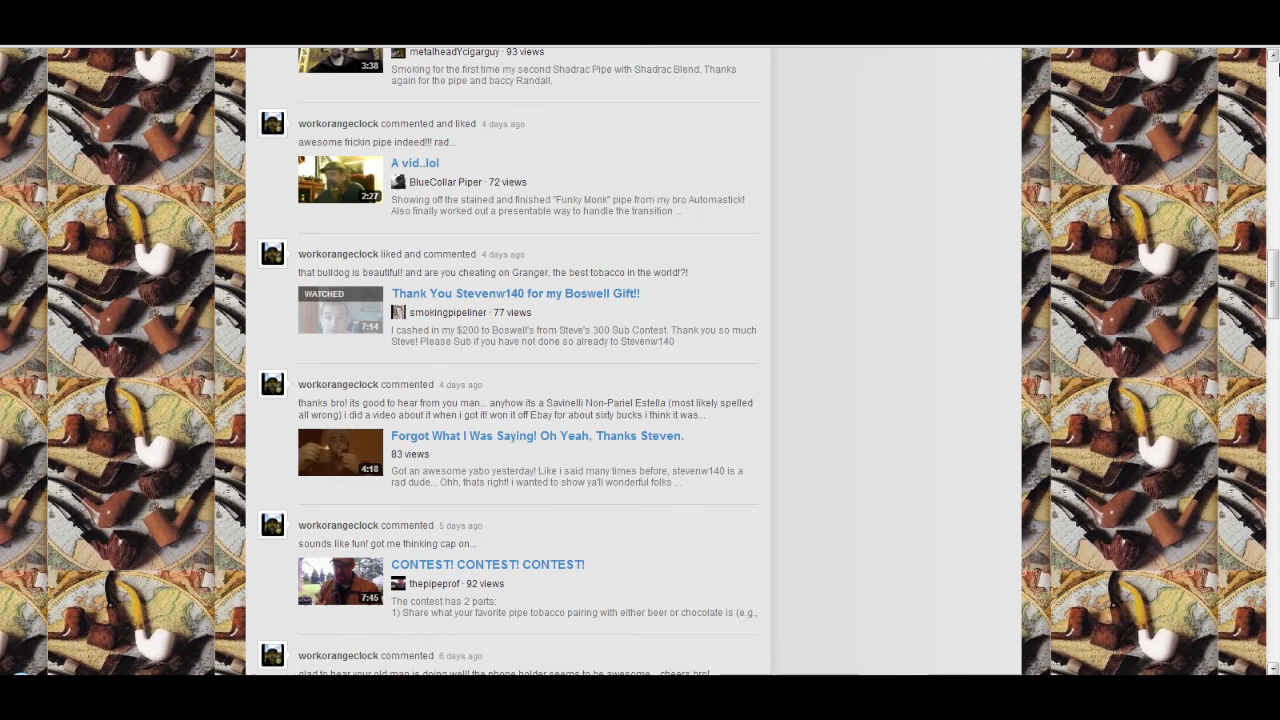 metalheadYcigarguy · 93 views
3:38
Smoking for the first time my second Shadrac Pipe with Shadrac Blend. Thanks
again for the pipe and baccy Randall.
workorangeclock commented and liked 4 days ago
awesome frickin pipe indeed!!! rad...
A vid..lol
BlueCollar Piper · 72 views
2:27
Showing off the stained and finished "Funky Monk" pipe from my bro Automastick!
Also finally worked out a presentable way to handle the transition ...
workorangeclock liked and commented 4 days ago
that bulldog is beautiful! and are you cheating on Granger, the best tobacco in the world!?!
WATCHED
Thank You Stevenw140 for my Boswell Gift!!
smokingpipeliner · 77 views
7:14
I cashed in my $200 to Boswell's from Steve's 300 Sub Contest. Thank you so much
Steve! Please Sub if you have not done so already to Stevenw140
workorangeclock commented 4 days ago
thanks bro! its good to hear from you man... anyhow its a Savinelli Non-Pariel Estella (most likely spelled
all wrong) i did a video about it when i got it! won it off Ebay for about sixty bucks i think it was...
Forgot What I Was Saying! Oh Yeah, Thanks Steven.
83 views
4:18
Got an awesome yabo yesterday! Like i said many times before, stevenw140 is a
rad dude... Ohh, thats right! i wanted to show ya'll wonderful folks ...
workorangeclock commented 5 days ago
sounds like fun! got me thinking cap on...
CONTEST! CONTEST! CONTEST!
thepipeprof · 92 views
7:45
The contest has 2 parts:
1) Share what your favorite pipe tobacco pairing with either beer or chocolate is (e.g.,
workorangeclock commented 6 days ago
glad to hear your old man is doing well! the phone holder seems to be awesome... cheers bro!